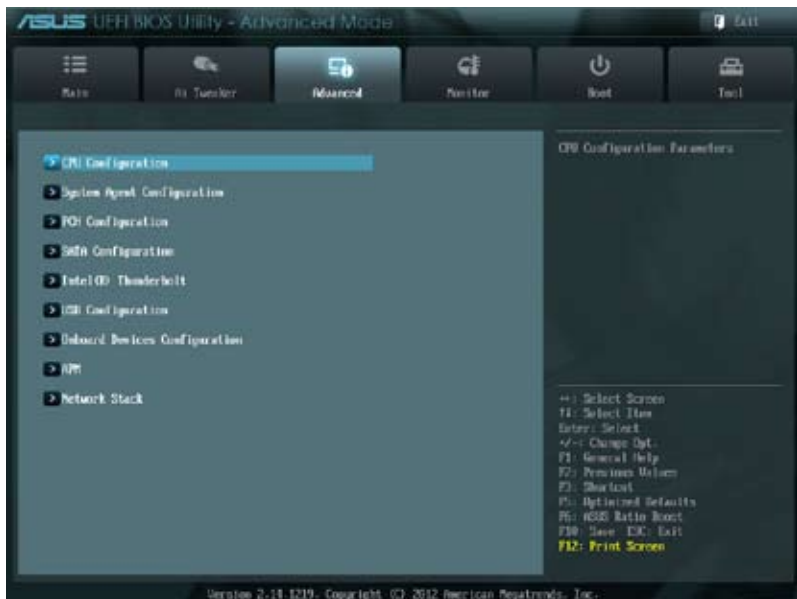 ASUS UEFI BIOS Utility - Advanced Mode
Exit
Main
Ai Tweaker
Advanced
Monitor
Boot
Tool
CPU Configuration
System Agent Configuration
PCH Configuration
SATA Configuration
Intel(R) Thunderbolt
USB Configuration
Onboard Devices Configuration
APM
Network Stack
CPU Configuration Parameters
→←: Select Screen
↑↓: Select Item
Enter: Select
+/-: Change Opt.
F1: General Help
F2: Previous Values
F3: Shortcut
F5: Optimized Defaults
F6: ASUS Ratio Boost
F10: Save ESC: Exit
F12: Print Screen
Version 2.10.1219. Copyright (C) 2012 American Megatrends, Inc.